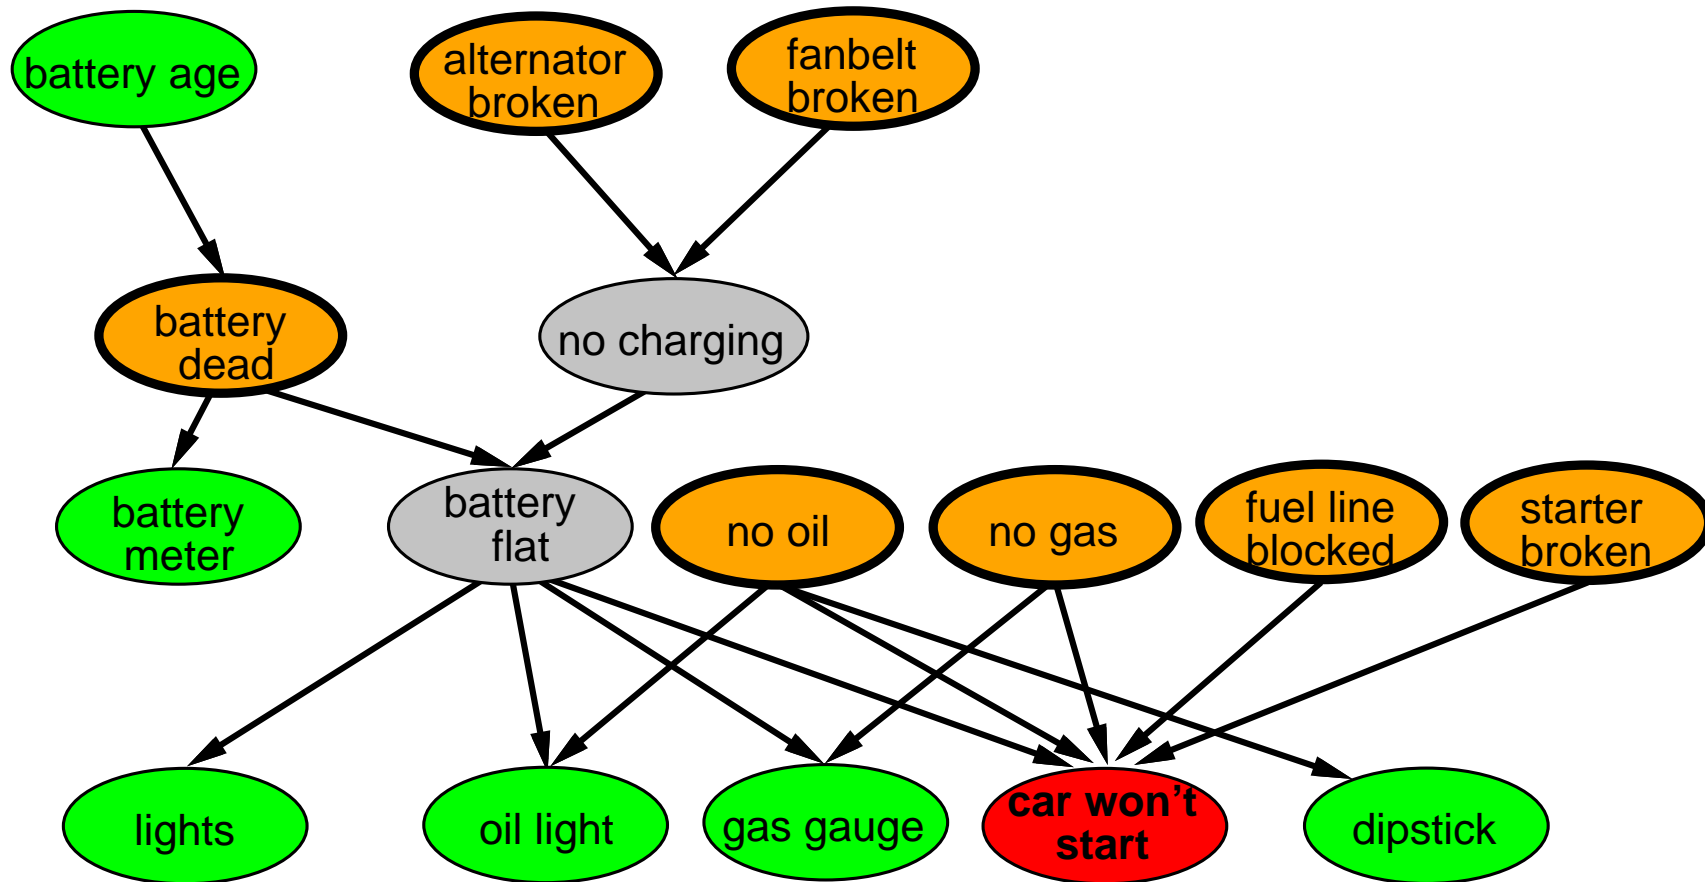 battery age
alternator
broken
fanbelt
broken
battery
dead
no charging
battery
meter
battery
flat
no oil
no gas
fuel line
blocked
starter
broken
lights
oil light
gas gauge
car won't
start
dipstick